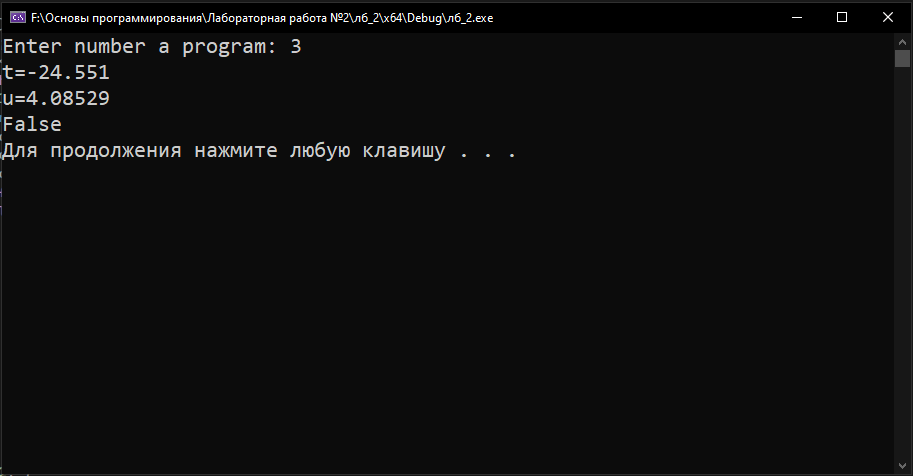 F:\Основы программирования\Лабораторная работа №2\лб_2\x64\Debug\лб_2.exe
Enter number a program: 3
t=-24.551
u=4.08529
False
Для продолжения нажмите любую клавишу . . .